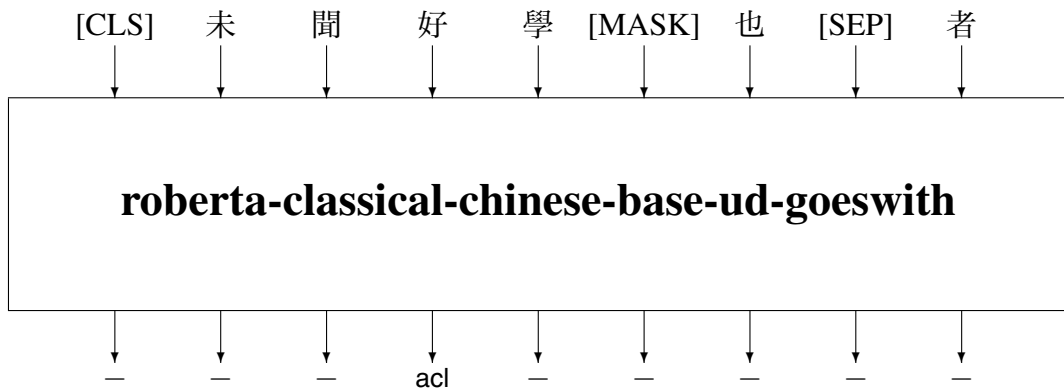 [CLS] 未 聞 好 學 [MASK] 也 [SEP] 者
roberta-classical-chinese-base-ud-goeswith
— — — acl — — — — —